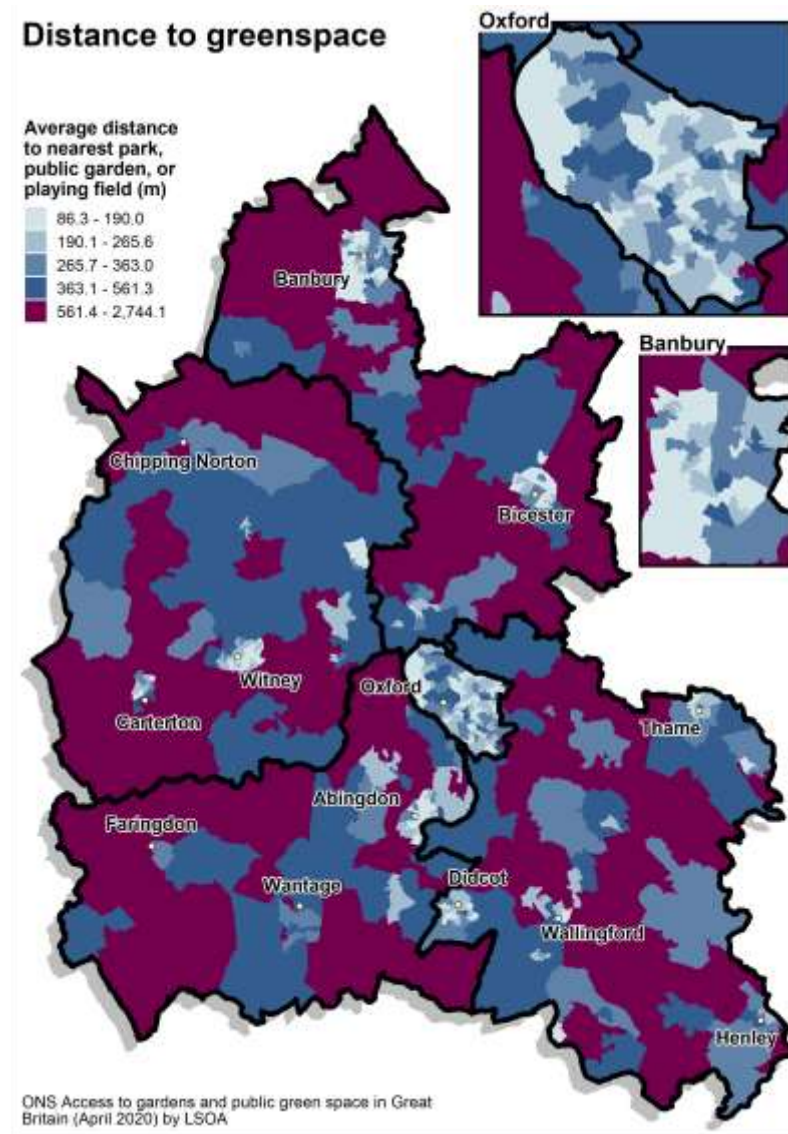 Distance to greenspace
Average distance
to nearest park,
public garden, or
playing field (m)
86.3 - 190.0
190.1 - 265.6
265.7 - 363.0
363.1 - 561.3
561.4 - 2,744.1
Oxford
Banbury
Banbury
Chipping Norton
Bicester
Witney
Carterton
Oxford
Thame
Abingdon
Faringdon
Wantage
Didcot
Wallingford
Henley
ONS Access to gardens and public green space in Great
Britain (April 2020) by LSOA